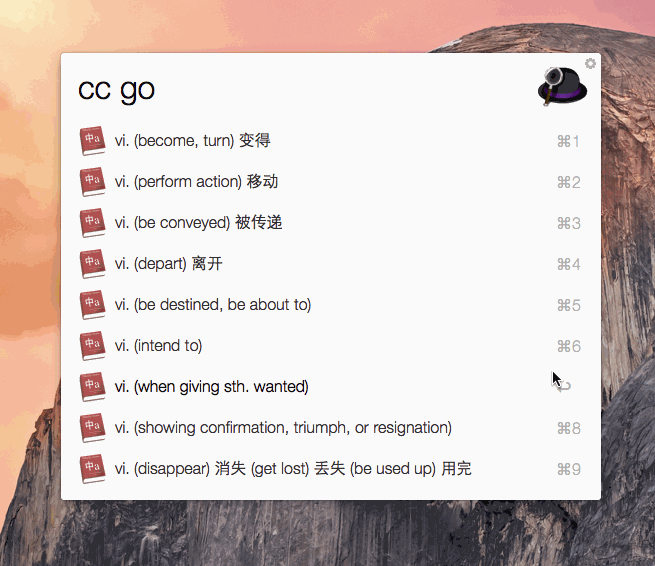 cc go
vi. (become, turn) 变得 ⌘1
vi. (perform action) 移动 ⌘2
vi. (be conveyed) 被传递 ⌘3
vi. (depart) 离开 ⌘4
vi. (be destined, be about to) ⌘5
vi. (intend to) ⌘6
vi. (when giving sth. wanted)
vi. (showing confirmation, triumph, or resignation) ⌘8
vi. (disappear) 消失 (get lost) 丢失 (be used up) 用完 ⌘9